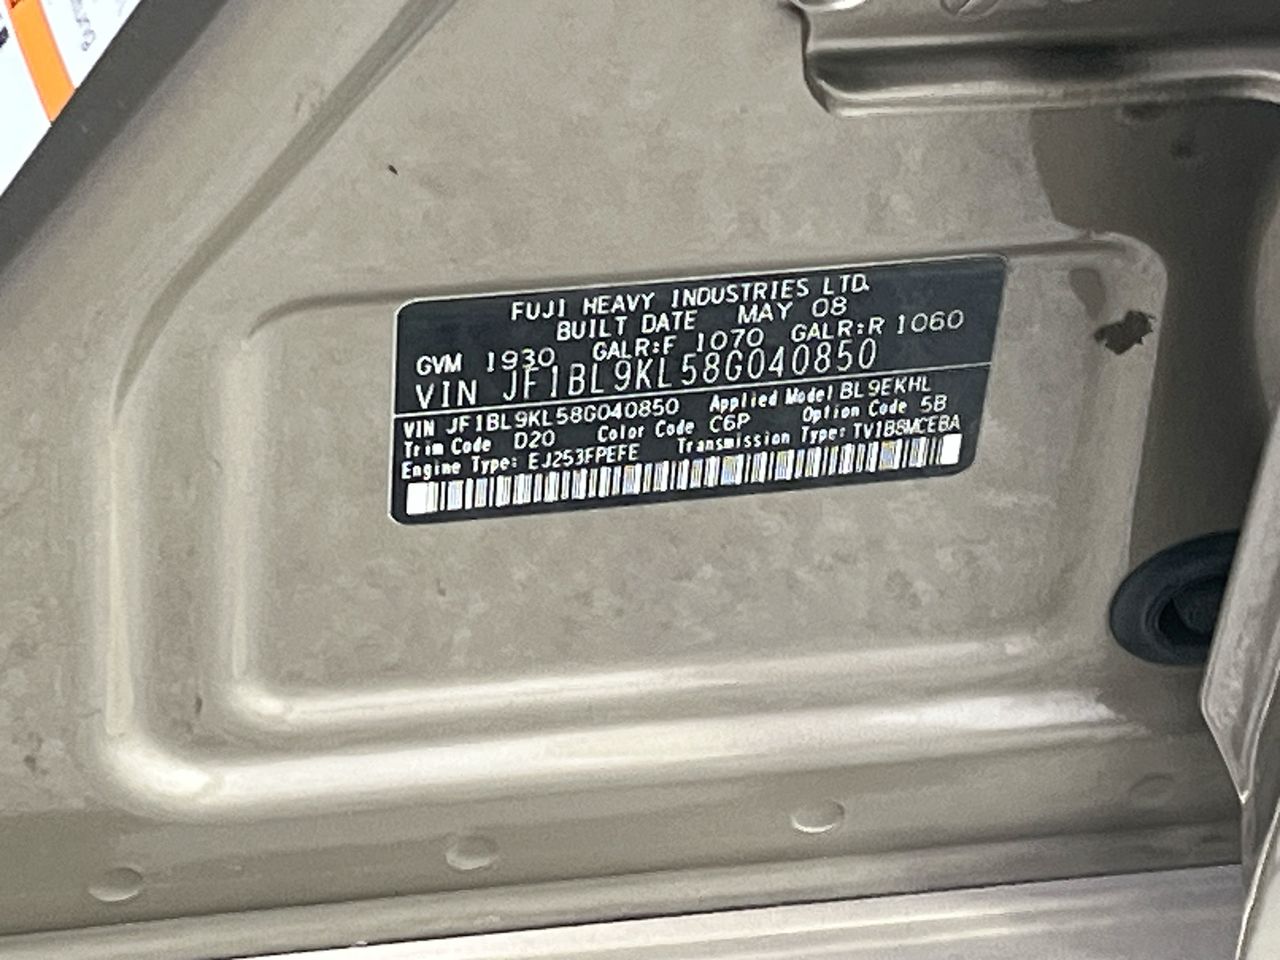 FUJI HEAVY INDUSTRIES LTD.
BUILT DATE MAY 08
GVM 1930 GALR:F 1070 GALR:R 1060
VIN JF1BL9KL58G040850
VIN JF1BL9KL58G040850 Applied Model BL9EKHL
Trim Code D20 Color Code C6P Option Code 5B
Engine Type: EJ253FPEFE Transmission Type: TV1B8MCEBA